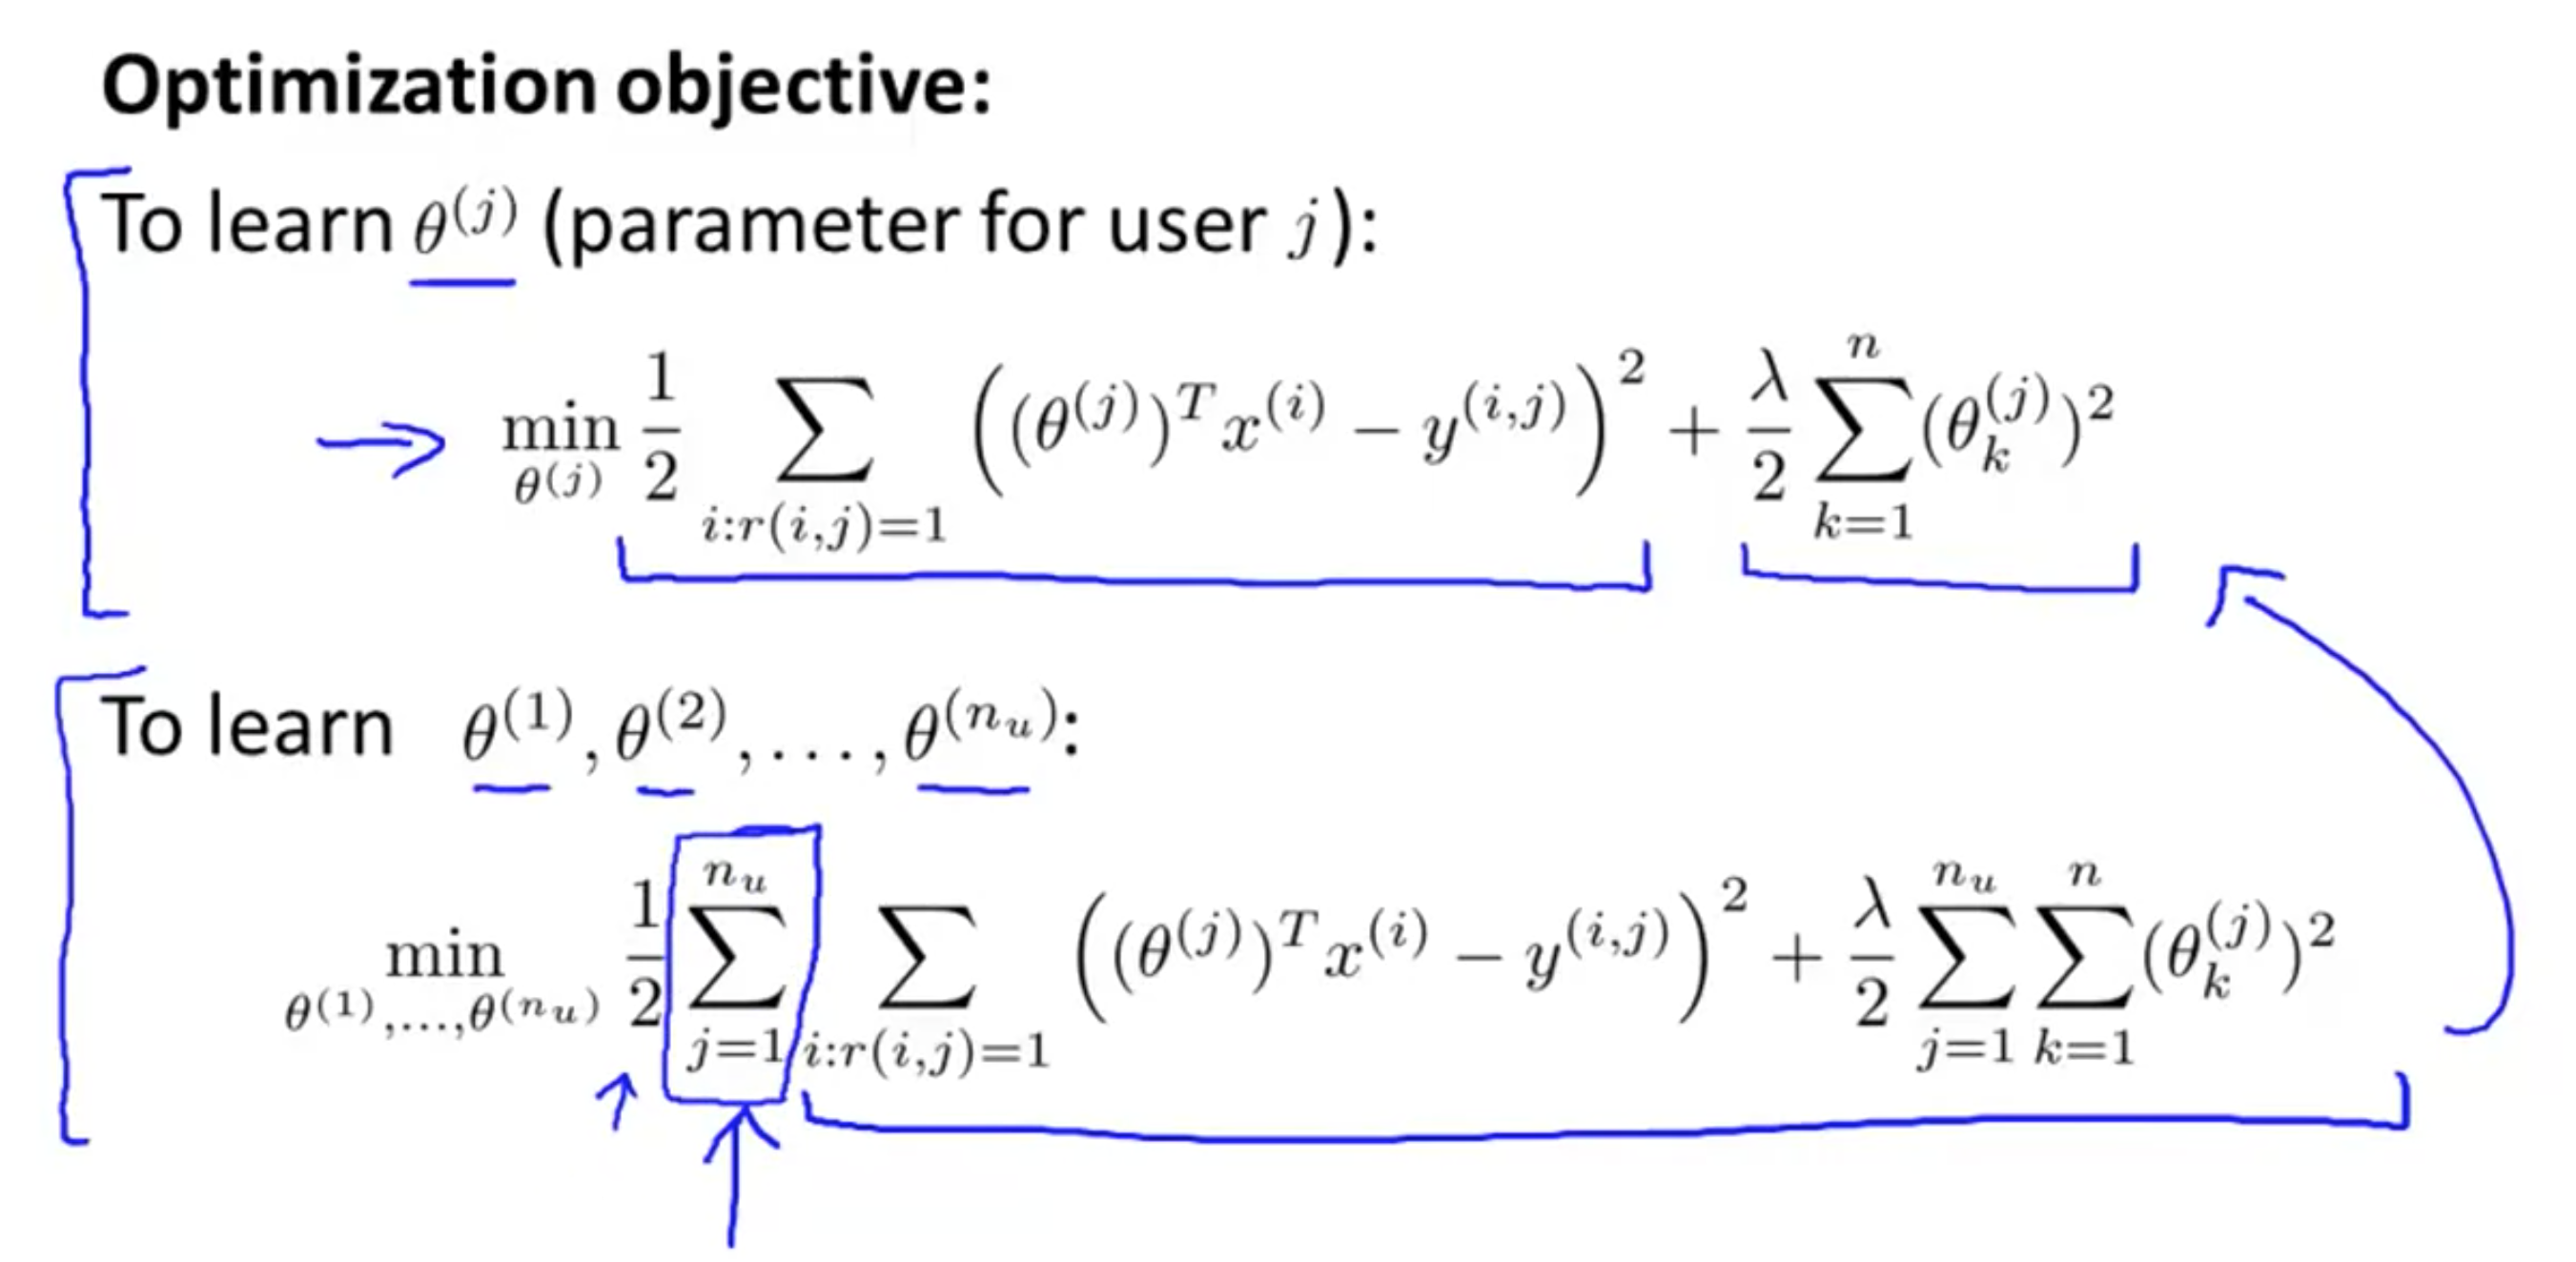 Optimization objective:
To learn $\theta^{(j)}$ (parameter for user $j$):
$\min_{\theta^{(j)}} \frac{1}{2} \sum_{i:r(i,j)=1} \left( (\theta^{(j)})^T x^{(i)} - y^{(i,j)} \right)^2 + \frac{\lambda}{2} \sum_{k=1}^{n} (\theta_k^{(j)})^2$
To learn $\theta^{(1)}, \theta^{(2)}, \ldots, \theta^{(n_u)}$:
$\min_{\theta^{(1)},\ldots,\theta^{(n_u)}} \frac{1}{2} \sum_{j=1}^{n_u} \sum_{i:r(i,j)=1} \left( (\theta^{(j)})^T x^{(i)} - y^{(i,j)} \right)^2 + \frac{\lambda}{2} \sum_{j=1}^{n_u} \sum_{k=1}^{n} (\theta_k^{(j)})^2$